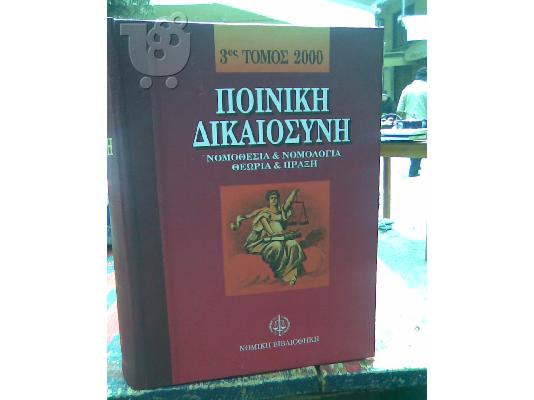 3ος ΤΟΜΟΣ 2000
ΠΟΙΝΙΚΗ
ΔΙΚΑΙΟΣΥΝΗ
ΝΟΜΟΘΕΣΙΑ & ΝΟΜΟΛΟΓΙΑ
ΘΕΩΡΙΑ & ΠΡΑΞΗ
ΝΟΜΙΚΗ ΒΙΒΛΙΟΘΗΚΗ